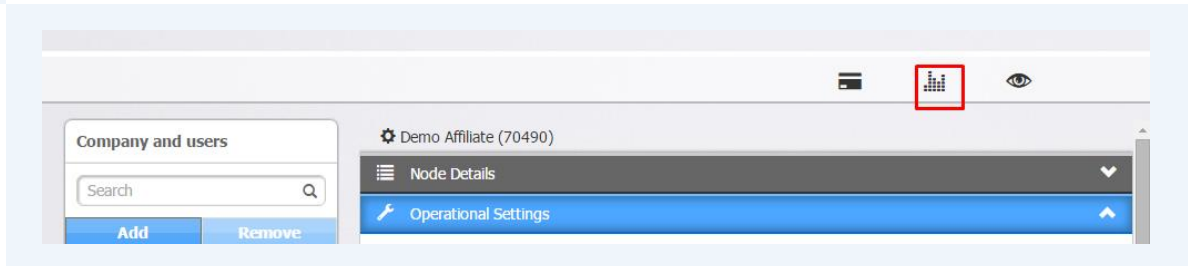 Company and users
Search
Add Remove
Demo Affiliate (70490)
Node Details
Operational Settings